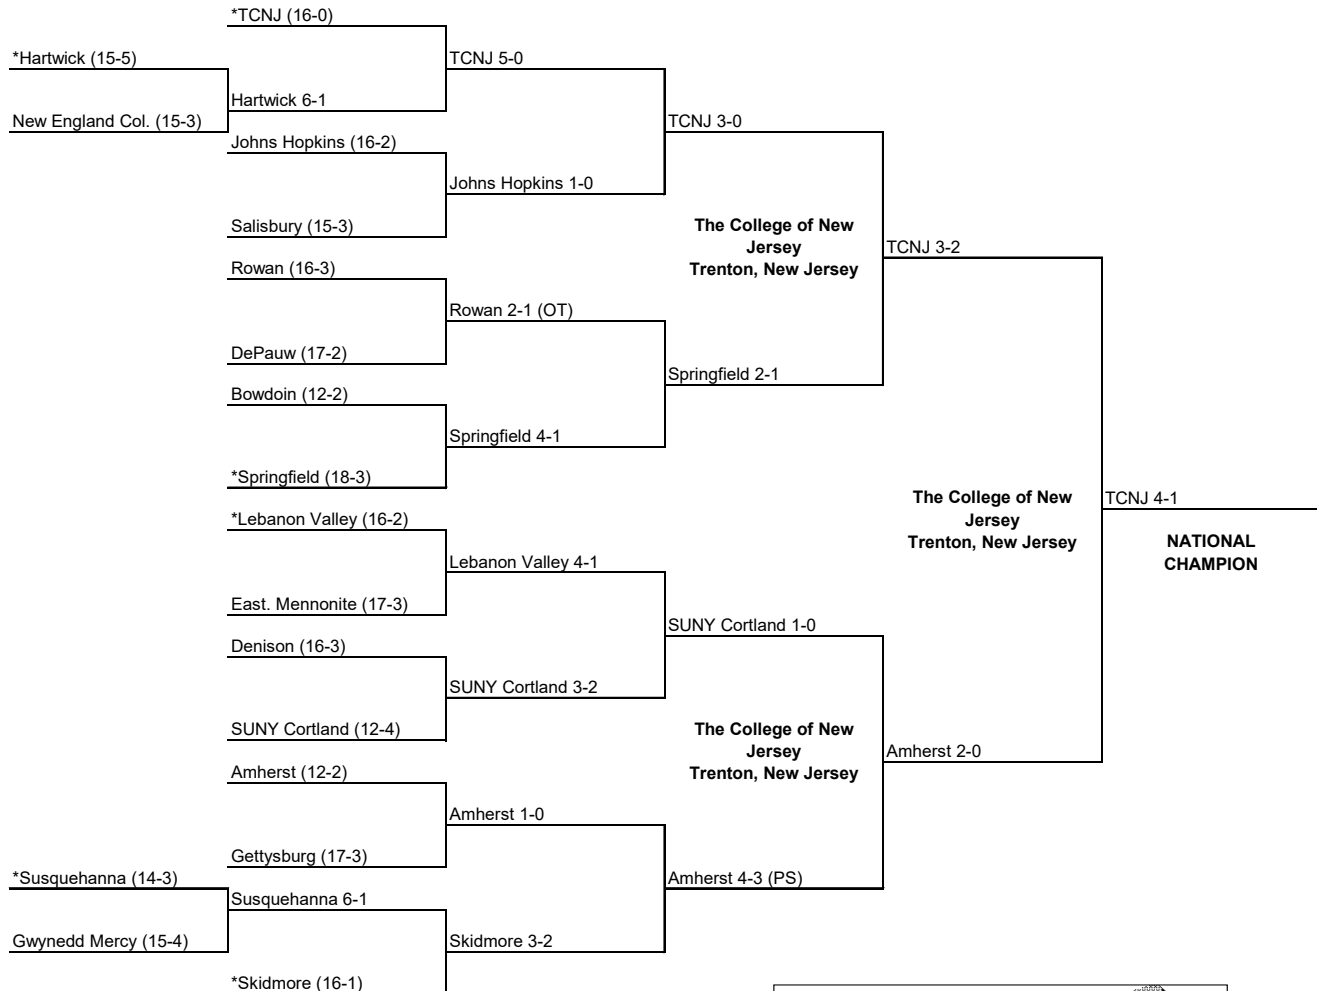 *TCNJ (16-0)
*Hartwick (15-5)
TCNJ 5-0
Hartwick 6-1
New England Col. (15-3)
TCNJ 3-0
Johns Hopkins (16-2)
Johns Hopkins 1-0
Salisbury (15-3)
The College of New
Jersey
Trenton, New Jersey
TCNJ 3-2
Rowan (16-3)
Rowan 2-1 (OT)
DePauw (17-2)
Springfield 2-1
Bowdoin (12-2)
Springfield 4-1
*Springfield (18-3)
The College of New
Jersey
Trenton, New Jersey
TCNJ 4-1
NATIONAL
CHAMPION
*Lebanon Valley (16-2)
Lebanon Valley 4-1
East. Mennonite (17-3)
SUNY Cortland 1-0
Denison (16-3)
SUNY Cortland 3-2
SUNY Cortland (12-4)
The College of New
Jersey
Trenton, New Jersey
Amherst 2-0
Amherst (12-2)
Amherst 1-0
Gettysburg (17-3)
*Susquehanna (14-3)
Amherst 4-3 (PS)
Susquehanna 6-1
Gwynedd Mercy (15-4)
Skidmore 3-2
*Skidmore (16-1)